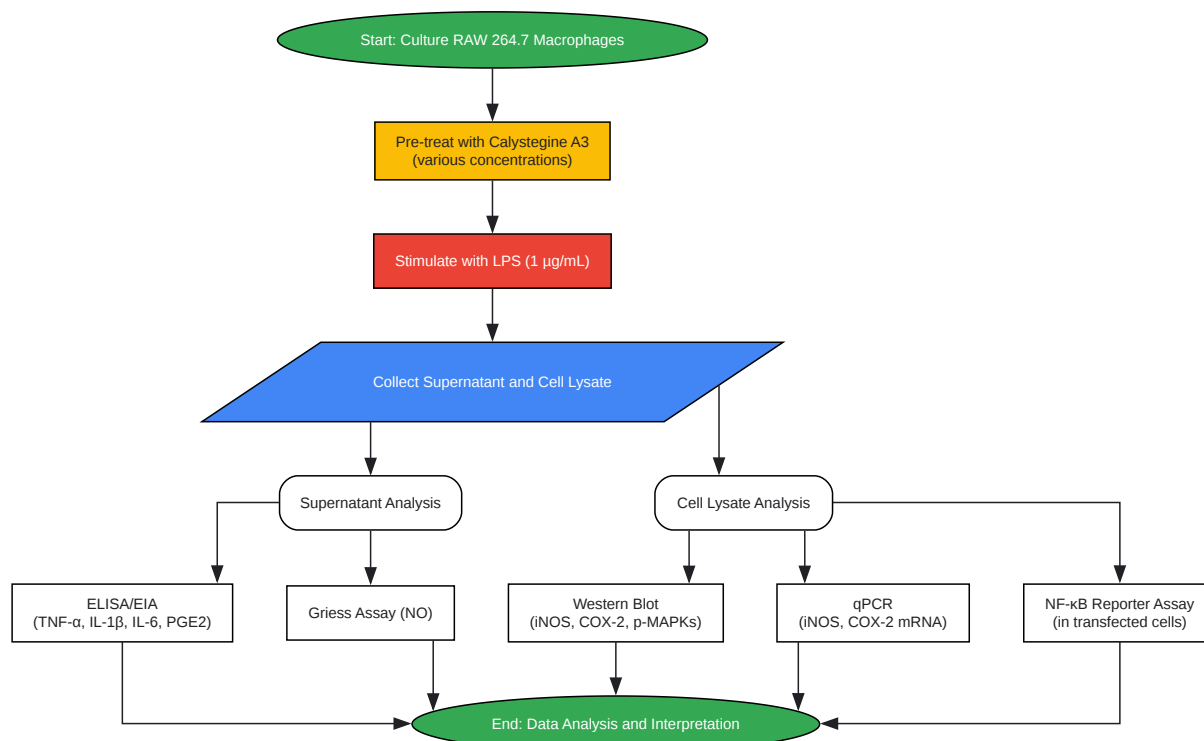 Start: Culture RAW 264.7 Macrophages
Pre-treat with Calystegine A3
(various concentrations)
Stimulate with LPS (1 µg/mL)
Collect Supernatant and Cell Lysate
Supernatant Analysis
Cell Lysate Analysis
ELISA/EIA
(TNF-α, IL-1β, IL-6, PGE2)
Griess Assay (NO)
Western Blot
(iNOS, COX-2, p-MAPKs)
qPCR
(iNOS, COX-2 mRNA)
NF-κB Reporter Assay
(in transfected cells)
End: Data Analysis and Interpretation